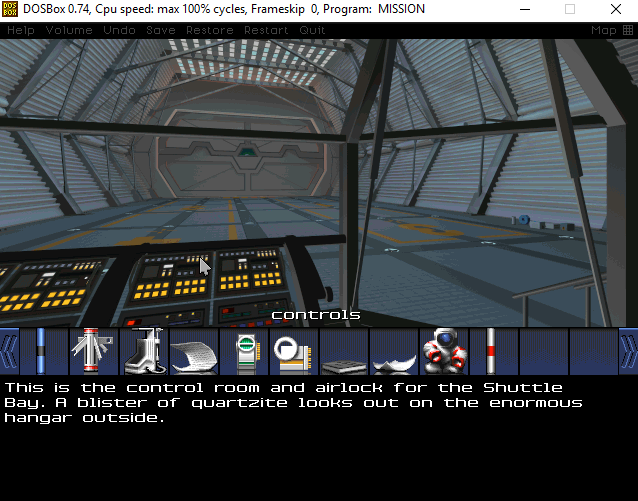 DOS
BOX
DOSBox 0.74, Cpu speed: max 100% cycles, Frameskip 0, Program: MISSION
Help Volume Undo Save Restore Restart Quit Map
controls
This is the control room and airlock for the Shuttle
Bay. A blister of quartzite looks out on the enormous
hangar outside.